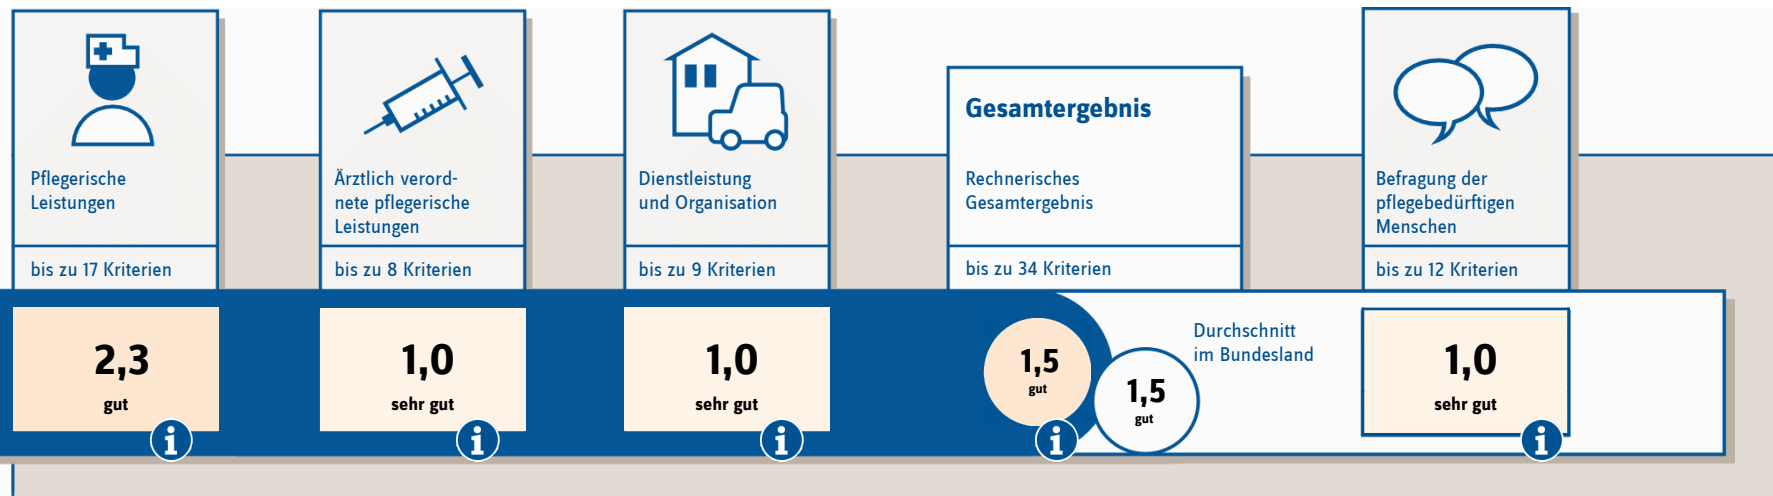 Pflegerische
Leistungen
bis zu 17 Kriterien
2,3
gut
Ärztlich verord-
nete pflegerische
Leistungen
bis zu 8 Kriterien
1,0
sehr gut
Dienstleistung
und Organisation
bis zu 9 Kriterien
1,0
sehr gut
Gesamtergebnis
Rechnerisches
Gesamtergebnis
bis zu 34 Kriterien
1,5
gut
Durchschnitt
im Bundesland
1,5
gut
Befragung der
pflegebedürftigen
Menschen
bis zu 12 Kriterien
1,0
sehr gut